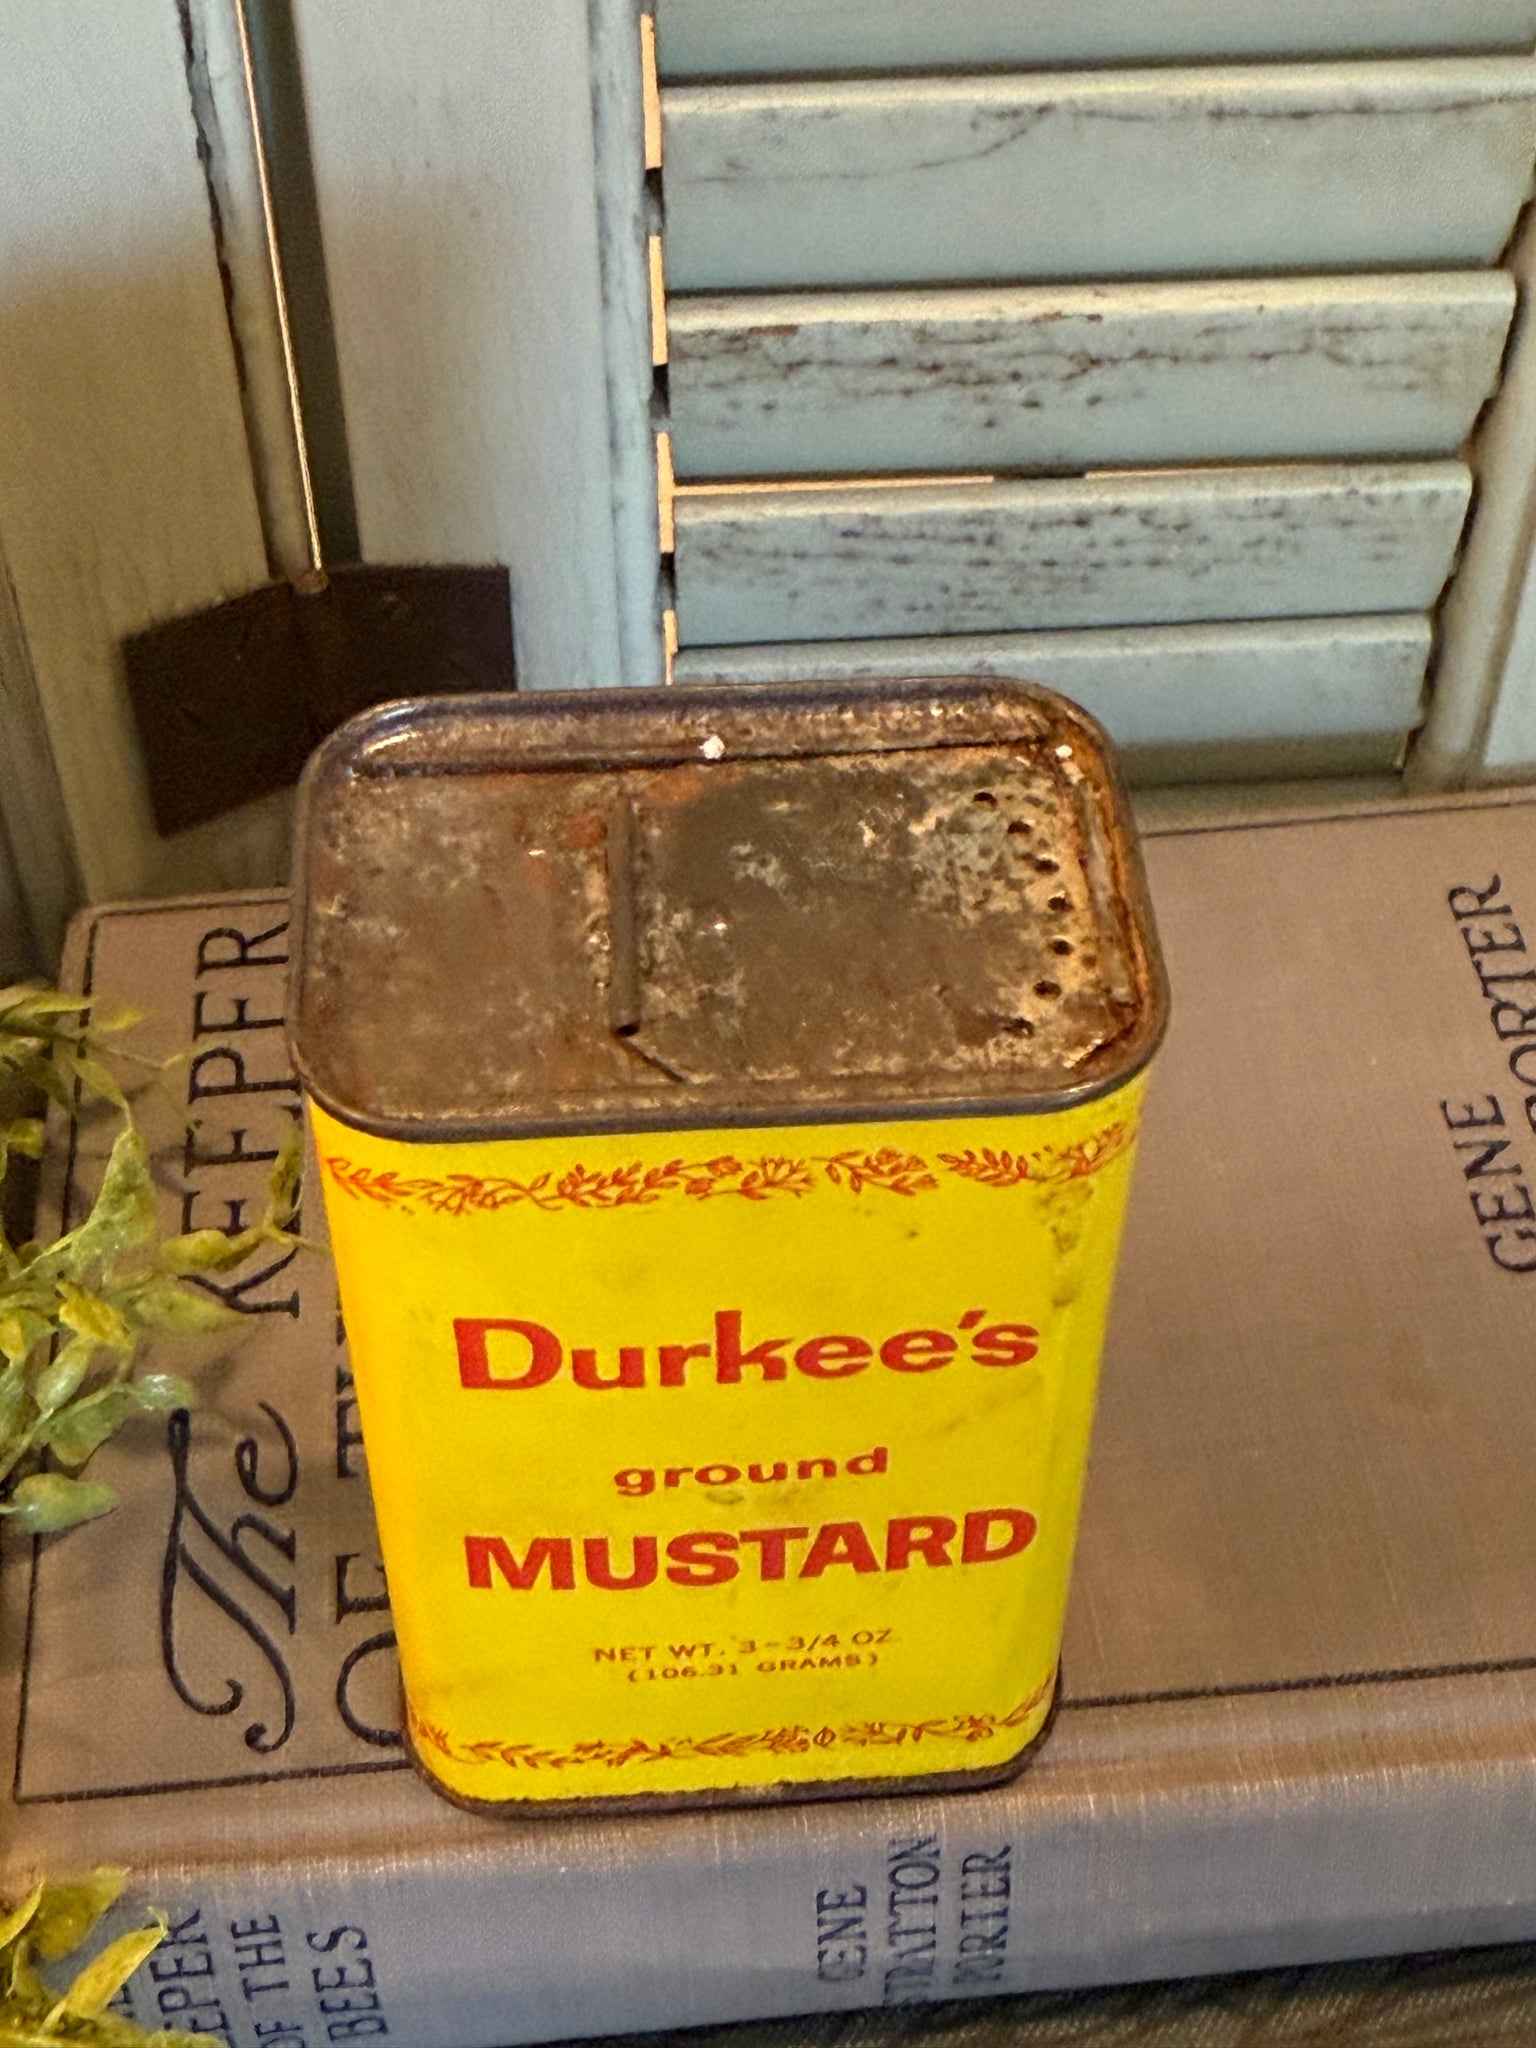 Durkee's
ground
MUSTARD
NET WT. 3-3/4 OZ.
(106.31 GRAMS)
The KEEPER
OF
GENE
PORTER
OF THE
BEES
GENE
STRATTON
PORTER